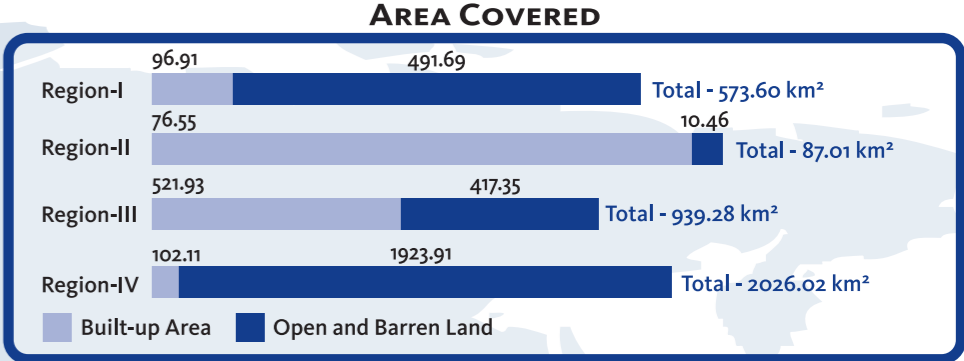 AREA COVERED
96.91 491.69
Region-I Total - 573.60 km²
76.55 10.46
Region-II Total - 87.01 km²
521.93 417.35
Region-III Total - 939.28 km²
102.11 1923.91
Region-IV Total - 2026.02 km²
Built-up Area Open and Barren Land